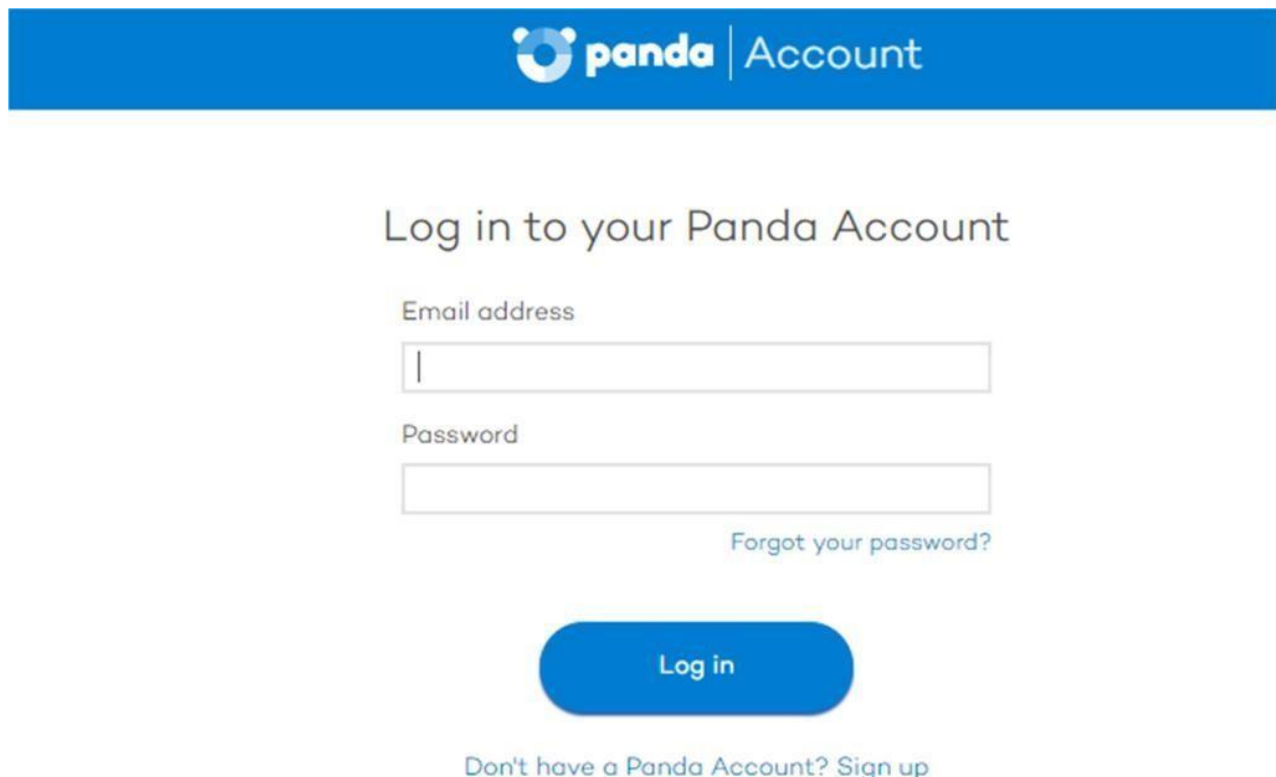 panda | Account
Log in to your Panda Account
Email address
Password
Forgot your password?
Log in
Don't have a Panda Account? Sign up